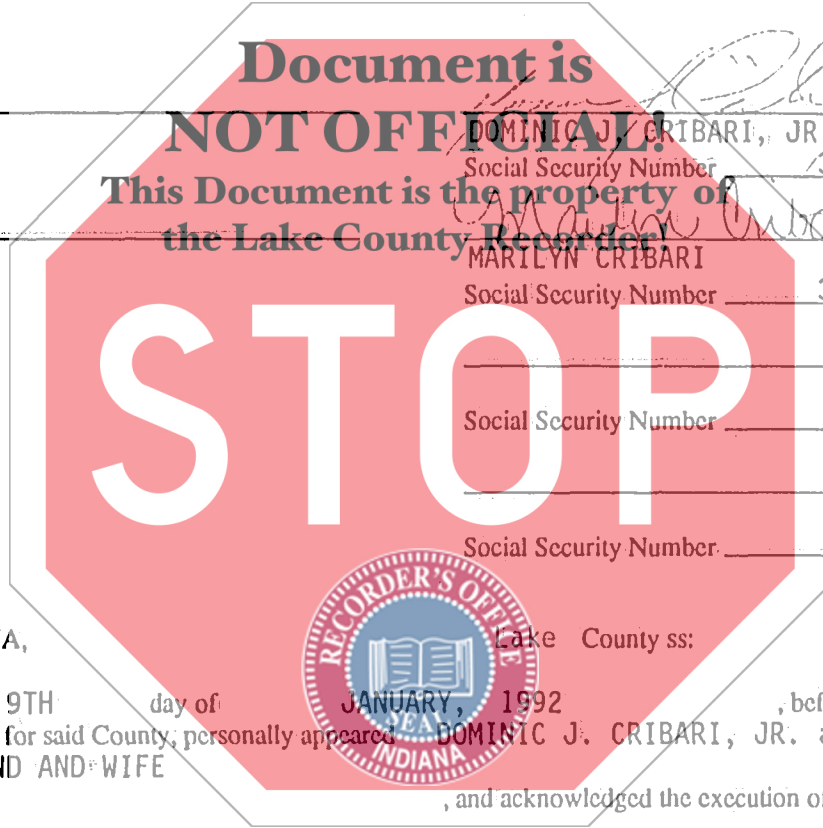 Document is
NOT OFFICIAL!
DOMINIC J. CRIBARI, JR
Social Security Number
This Document is the property of
the Lake County Recorder!
MARILYN CRIBARI
Social Security Number
STOP
Social Security Number
Social Security Number
RECORDER'S OFFICE
SEAL
INDIANA
A, Lake County ss:
9TH day of JANUARY, 1992 , bef
for said County, personally appeared DOMINIC J. CRIBARI, JR. a
ND AND WIFE
, and acknowledged the execution of